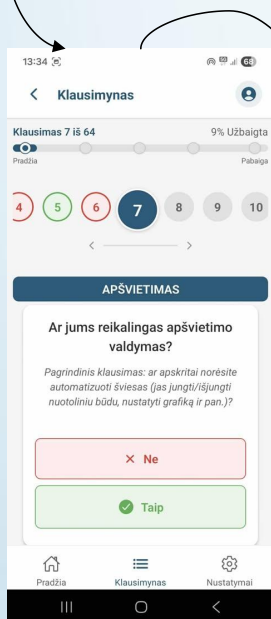 13:34
68
Klausimynas
Klausimas 7 iš 64
9% Užbaigta
Pradžia
Pabaiga
4 5 6 7 8 9 10
APŠVIETIMAS
Ar jums reikalingas apšvietimo
valdymas?
Pagrindinis klausimas: ar apskritai norėsite
automatizuoti šviesas (jas jungti/išjungti
nuotoliniu būdu, nustatyti grafiką ir pan.)?
Ne
Taip
Pradžia
Klausimynas
Nustatymai